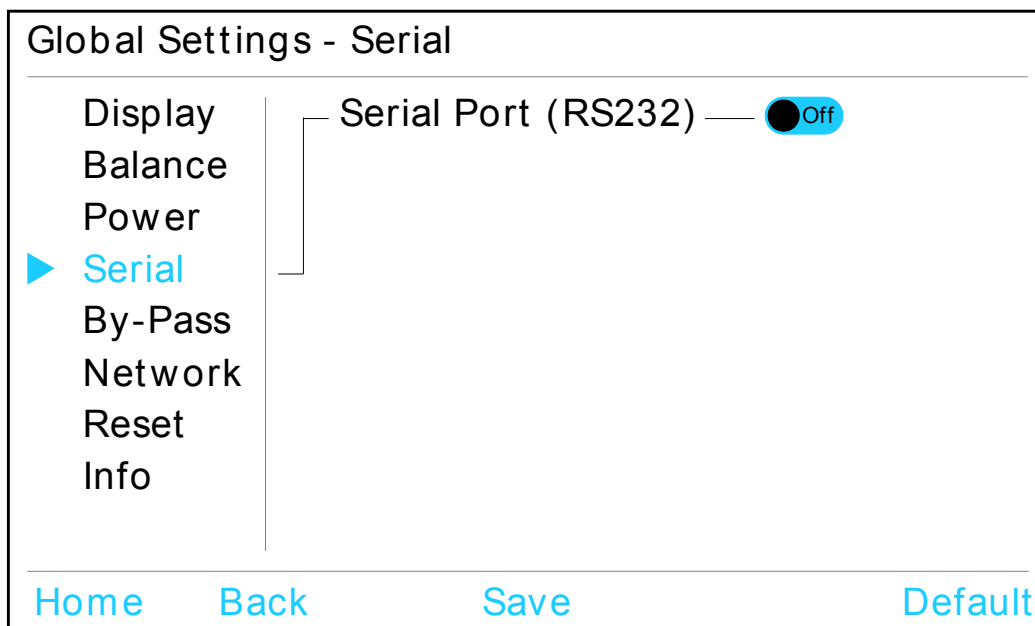 Global Settings - Serial
Display
Balance
Power
Serial
By-Pass
Network
Reset
Info
Serial Port (RS232)
Off
Home Back Save Default